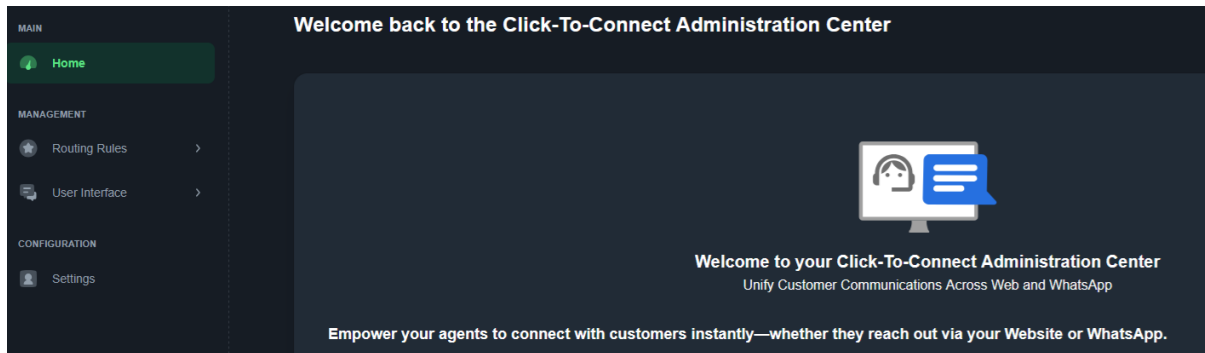 MAIN
Home
MANAGEMENT
Routing Rules
User Interface
CONFIGURATION
Settings
Welcome back to the Click-To-Connect Administration Center
Welcome to your Click-To-Connect Administration Center
Unify Customer Communications Across Web and WhatsApp
Empower your agents to connect with customers instantly—whether they reach out via your Website or WhatsApp.